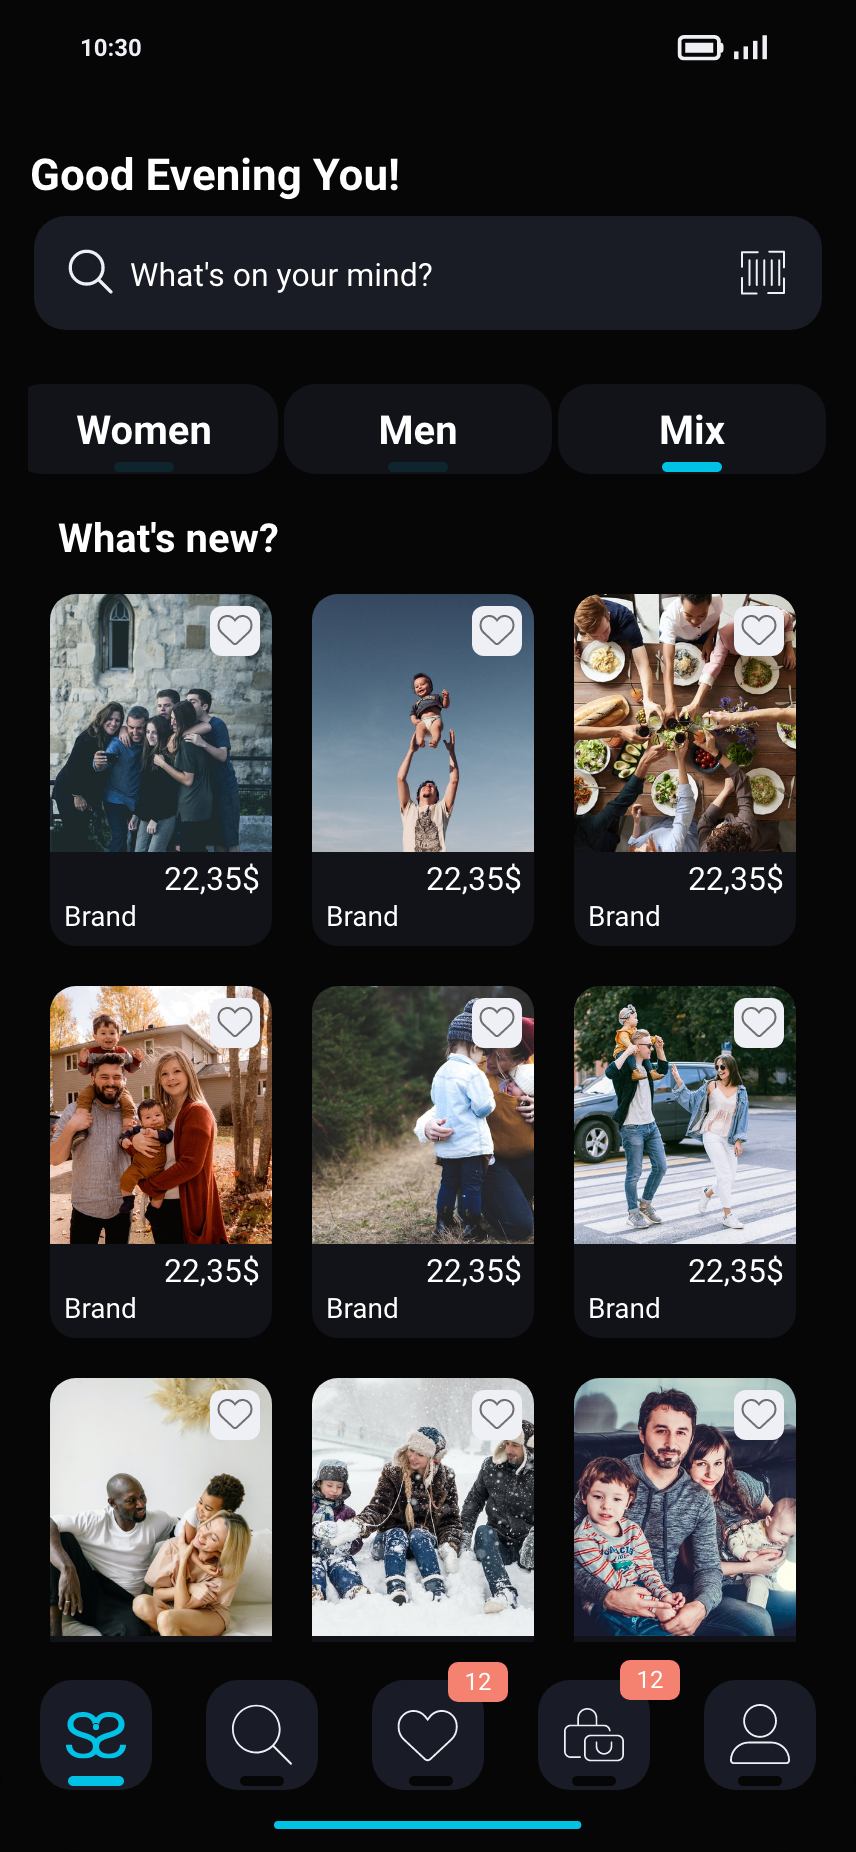 10:30
Good Evening You!
What's on your mind?
Women Men Mix
What's new?
22,35$ 22,35$ 22,35$
Brand Brand Brand
22,35$ 22,35$ 22,35$
Brand Brand Brand
12 12